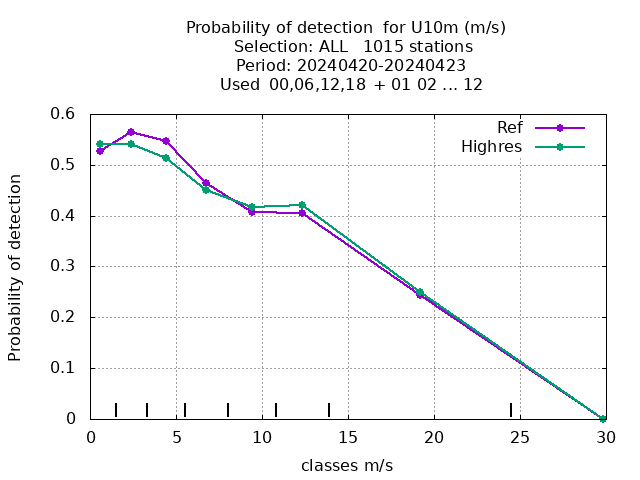 Probability of detection  for U10m (m/s)
Selection: ALL   1015 stations
Period: 20240420-20240423
Used 00,06,12,18 + 01 02 ... 12
Ref
Highres
Probability of detection
0.6
0.5
0.4
0.3
0.2
0.1
0
0 5 10 15 20 25 30
classes m/s